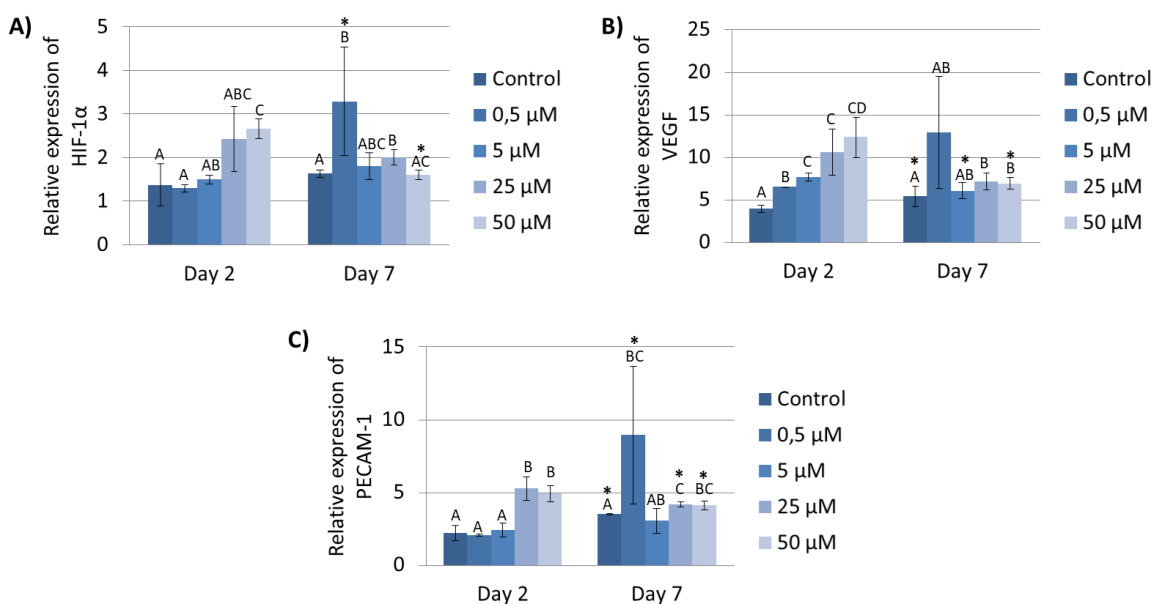 A)
Relative expression of
HIF-1α
5
4
3
2
1
0
A
A
AB
ABC
C
A
*
B
ABC
B
*
AC
Day 2
Day 7
Control
0,5 μM
5 μM
25 μM
50 μM
B)
Relative expression of
VEGF
25
20
15
10
5
0
A
B
C
C
CD
*
A
AB
*
AB
B
*
B
Day 2
Day 7
Control
0,5 μM
5 μM
25 μM
50 μM
C)
Relative expression of
PECAM-1
15
10
5
0
A
A
A
B
B
*
A
*
BC
AB
*
C
*
BC
Day 2
Day 7
Control
0,5 μM
5 μM
25 μM
50 μM